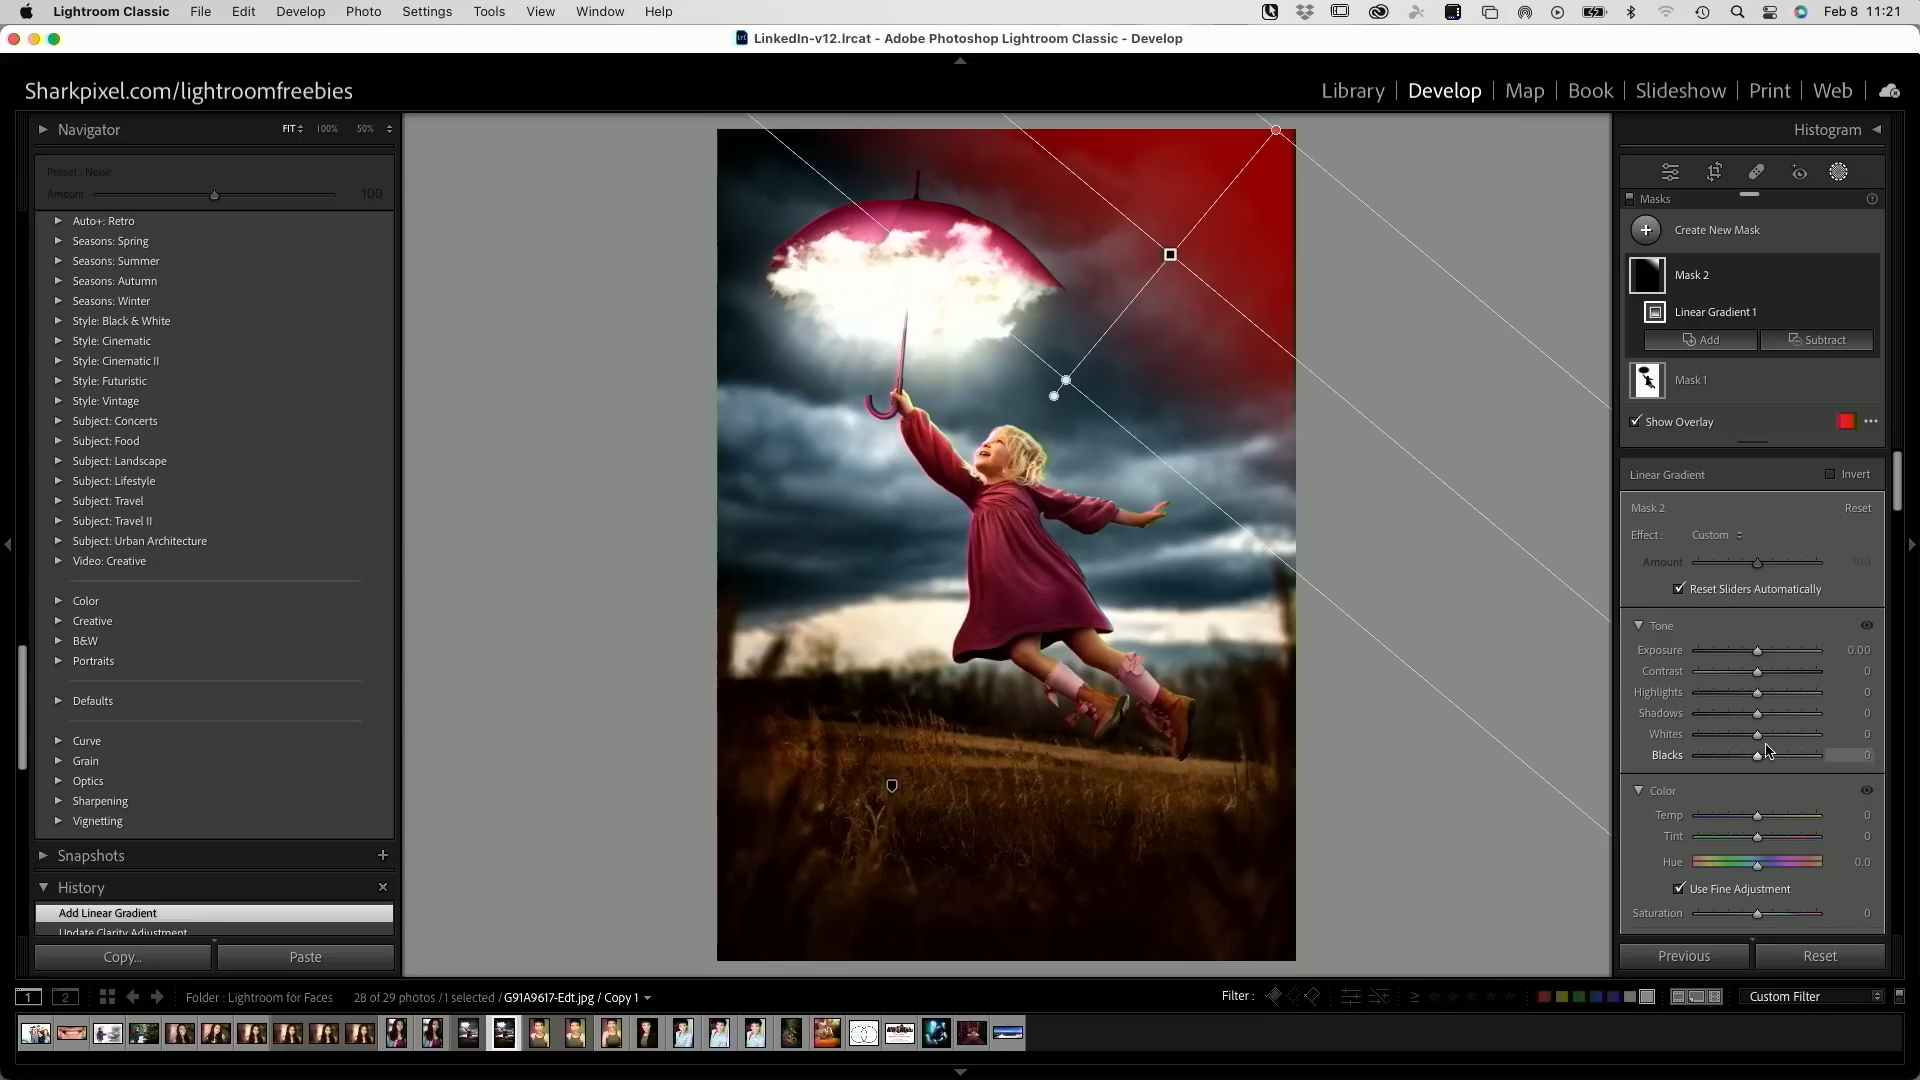 Lightroom Classic File Edit Develop Photo Settings Tools View Window Help Feb 8 11:21
LinkedIn-v12.lrcat - Adobe Photoshop Lightroom Classic - Develop
Sharkpixel.com/lightroomfreebies Library | Develop | Map | Book | Slideshow | Print | Web
Navigator FIT 100% 50%
Preset : None
Amount 100
Auto+: Retro
Seasons: Spring
Seasons: Summer
Seasons: Autumn
Seasons: Winter
Style: Black & White
Style: Cinematic
Style: Cinematic II
Style: Futuristic
Style: Vintage
Subject: Concerts
Subject: Food
Subject: Landscape
Subject: Lifestyle
Subject: Travel
Subject: Travel II
Subject: Urban Architecture
Video: Creative
Color
Creative
B&W
Portraits
Defaults
Curve
Grain
Optics
Sharpening
Vignetting
Snapshots +
History
Add Linear Gradient
Update Clarity Adjustment
Copy... Paste
Histogram
Masks
Create New Mask
Mask 2
Linear Gradient 1
Add Subtract
Mask 1
Show Overlay
Linear Gradient Invert
Mask 2 Reset
Effect : Custom
Amount 100
Reset Sliders Automatically
Tone
Exposure 0.00
Contrast 0
Highlights 0
Shadows 0
Whites 0
Blacks 0
Color
Temp 0
Tint 0
Hue 0.0
Use Fine Adjustment
Saturation 0
Previous Reset
1 2 Folder : Lightroom for Faces 28 of 29 photos /1 selected / G91A9617-Edt.jpg / Copy 1 Filter : Custom Filter